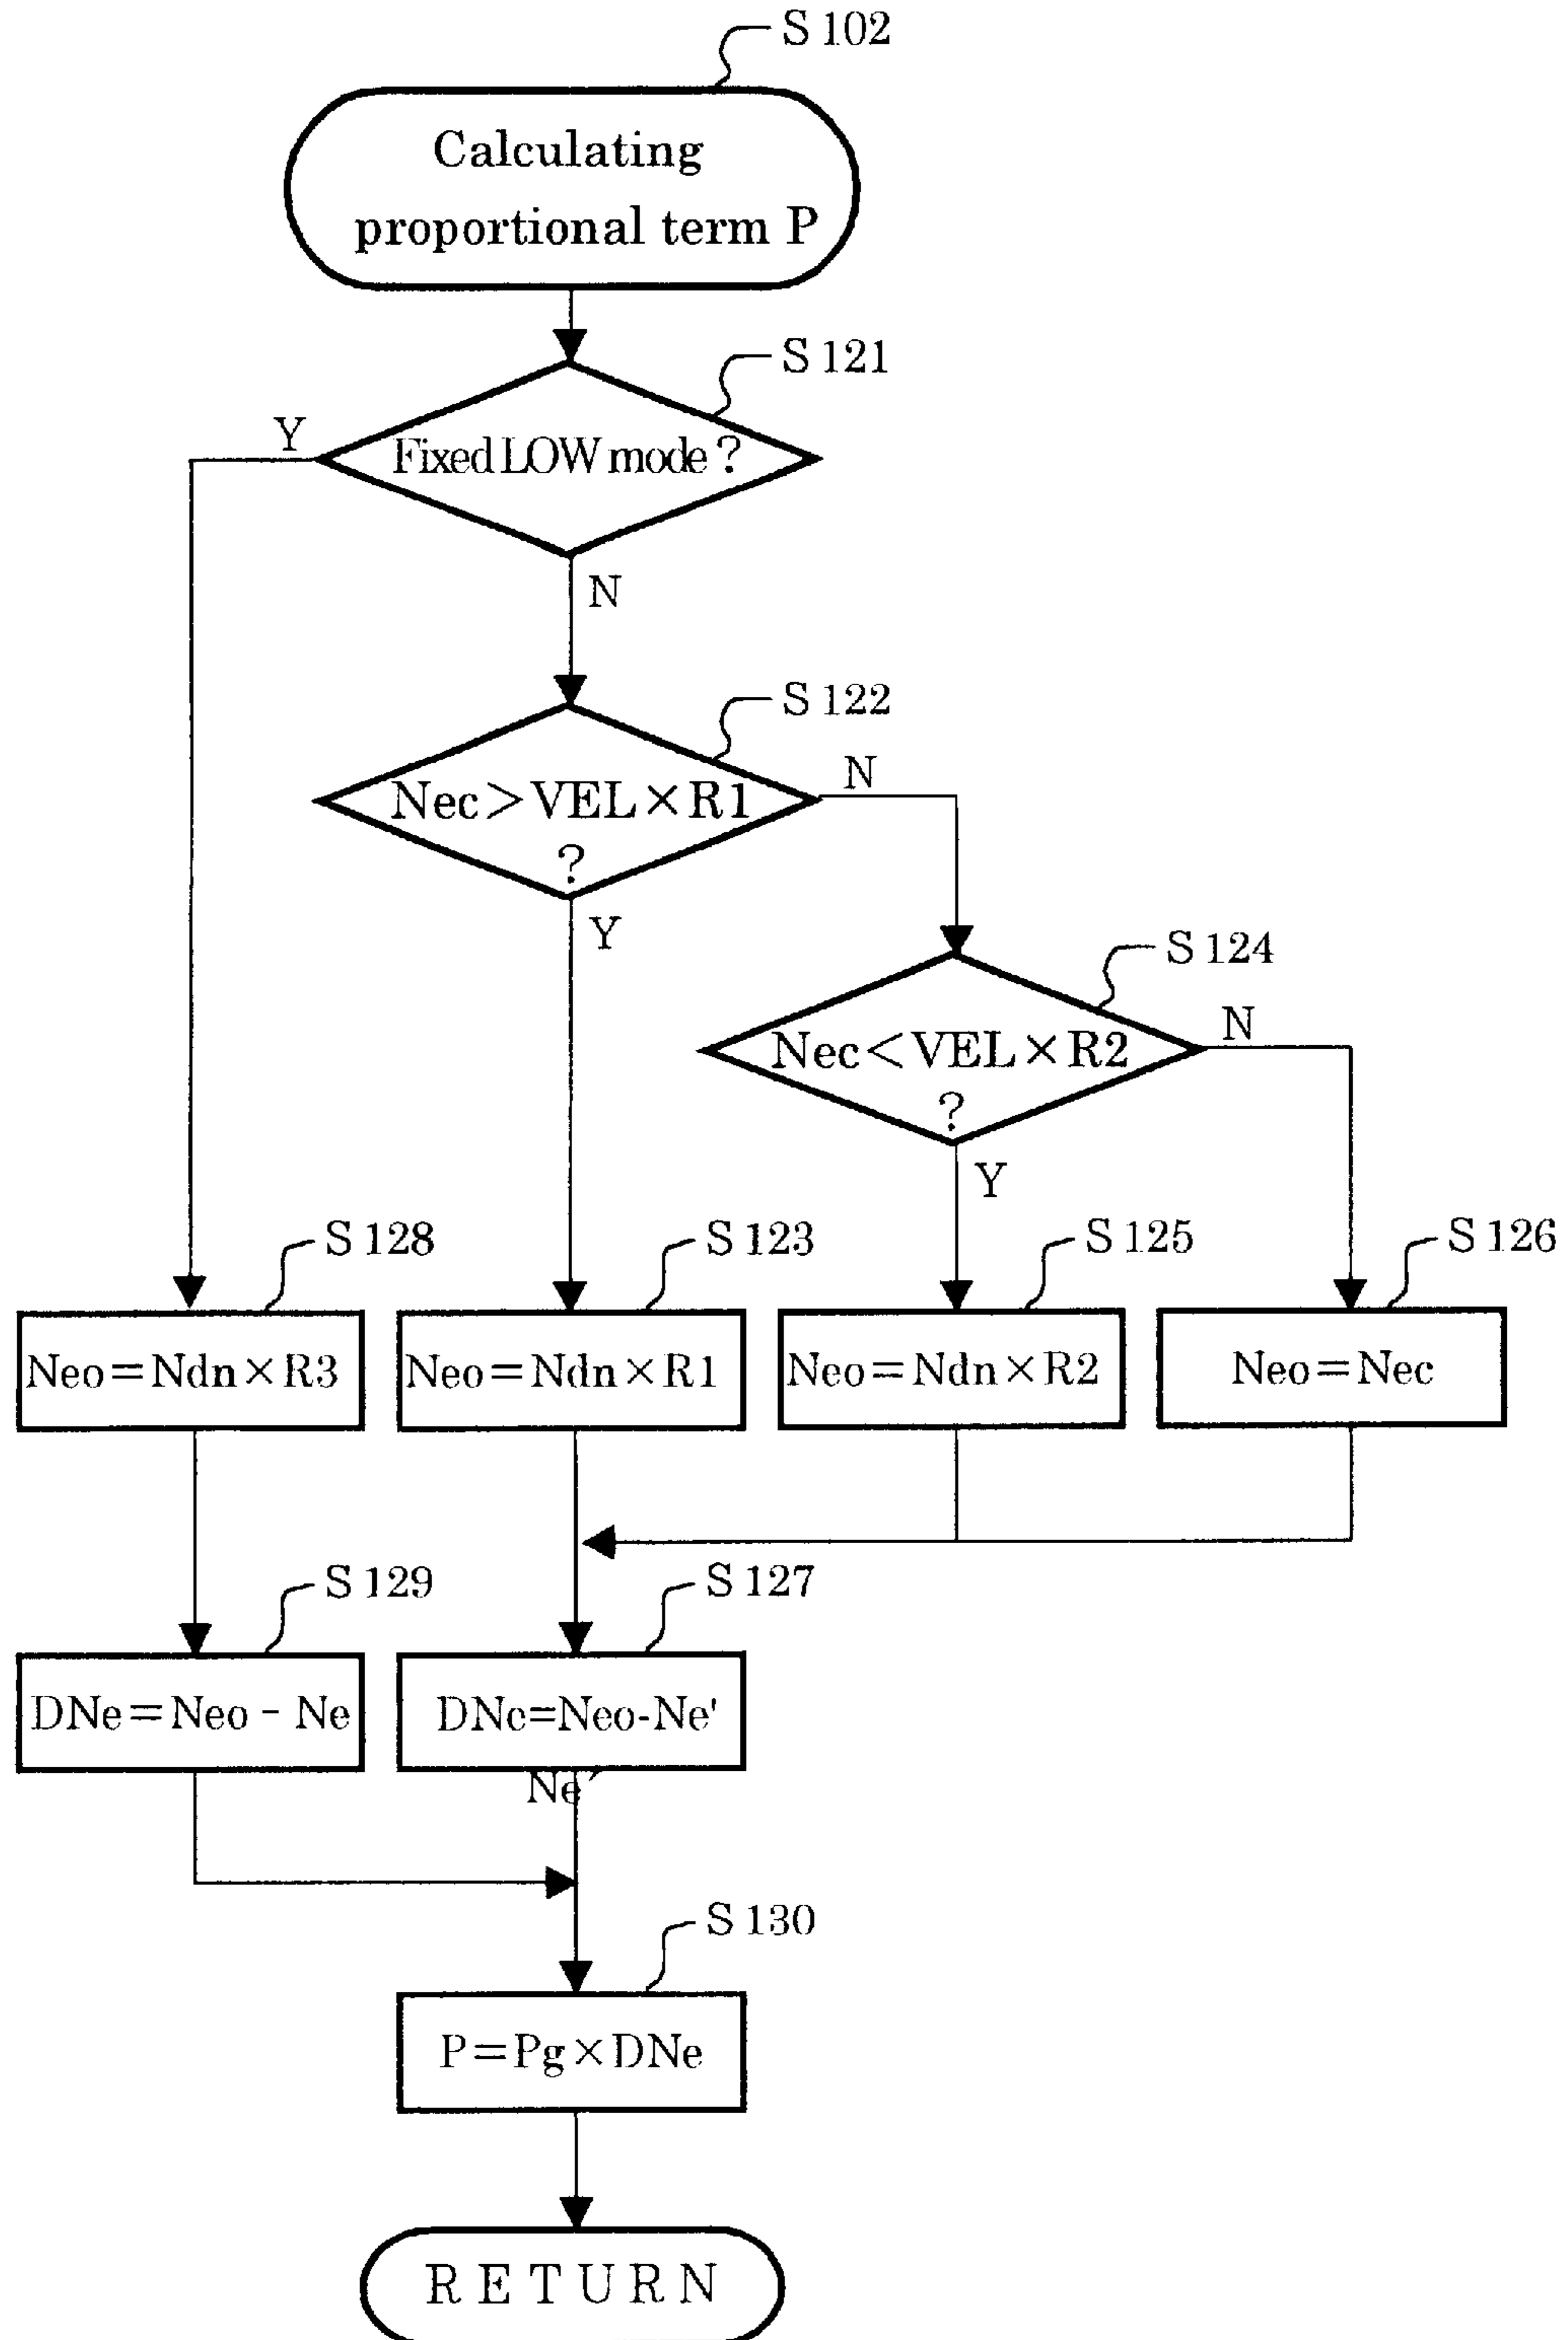 S 102
Calculating
proportional term P
S 121
Fixed LOW mode ?
Y
N
S 122
Nec > VEL × R1
?
N
Y
S 124
Nec < VEL × R2
?
N
Y
S 128
S 123
S 125
S 126
Neo = Ndn × R3
Neo = Ndn × R1
Neo = Ndn × R2
Neo = Nec
S 129
S 127
DNe = Neo - Ne
DNe=Neo-Ne'
Ne'
S 130
P = Pg × DNe
RETURN